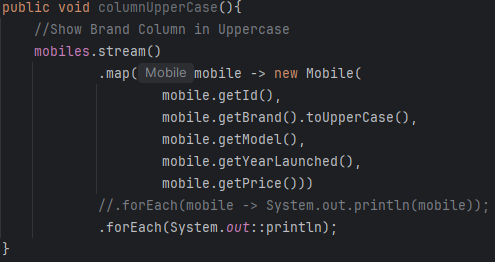 public void columnUpperCase(){
    //Show Brand Column in Uppercase
    mobiles.stream()
            .map( Mobile mobile -> new Mobile(
                    mobile.getId(),
                    mobile.getBrand().toUpperCase(),
                    mobile.getModel(),
                    mobile.getYearLaunched(),
                    mobile.getPrice()))
            //.forEach(mobile -> System.out.println(mobile));
            .forEach(System.out::println);
}